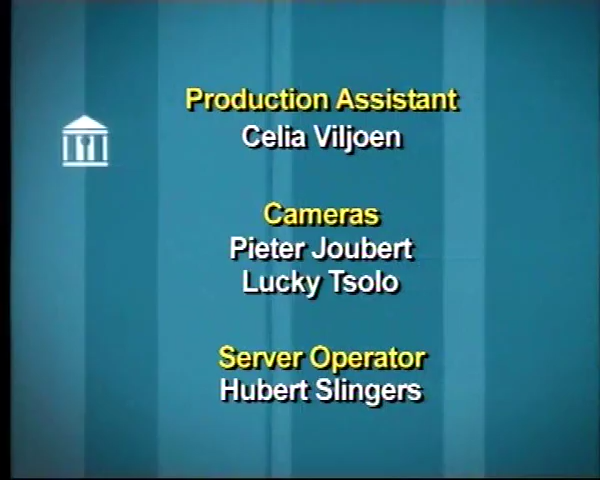 Production Assistant
Celia Viljoen
Cameras
Pieter Joubert
Lucky Tsolo
Server Operator
Hubert Slingers